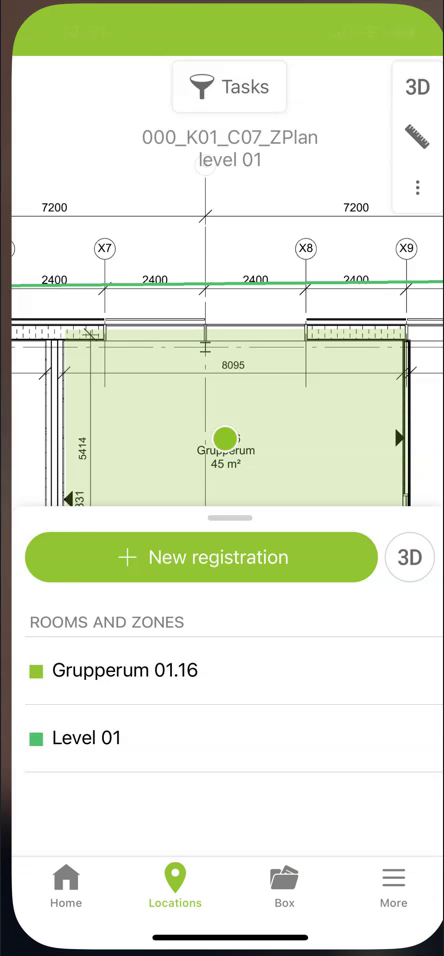 Tasks
3D
000_K01_C07_ZPlan
level 01
7200
7200
X7
X8
X9
2400
2400
2400
2400
8095
5414
Grupperum
45 m²
331
New registration
3D
ROOMS AND ZONES
Grupperum 01.16
Level 01
Home
Locations
Box
More